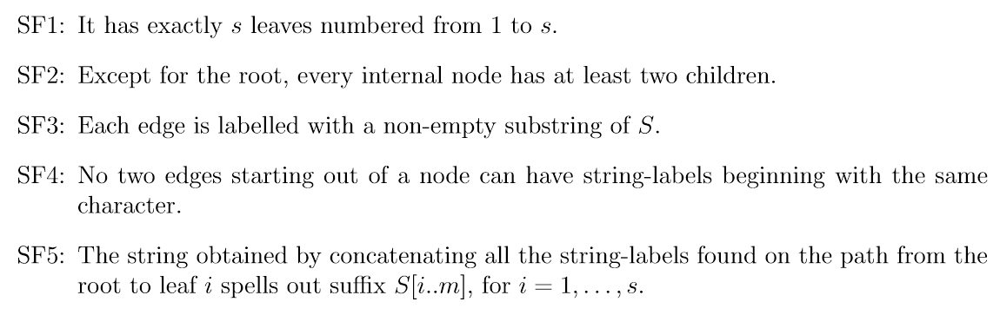 SF1: It has exactly s leaves numbered from 1 to s.
SF2: Except for the root, every internal node has at least two children.
SF3: Each edge is labelled with a non-empty substring of S.
SF4: No two edges starting out of a node can have string-labels beginning with the same
character.
SF5: The string obtained by concatenating all the string-labels found on the path from the
root to leaf i spells out suffix S[i..m], for i = 1, . . . , s.